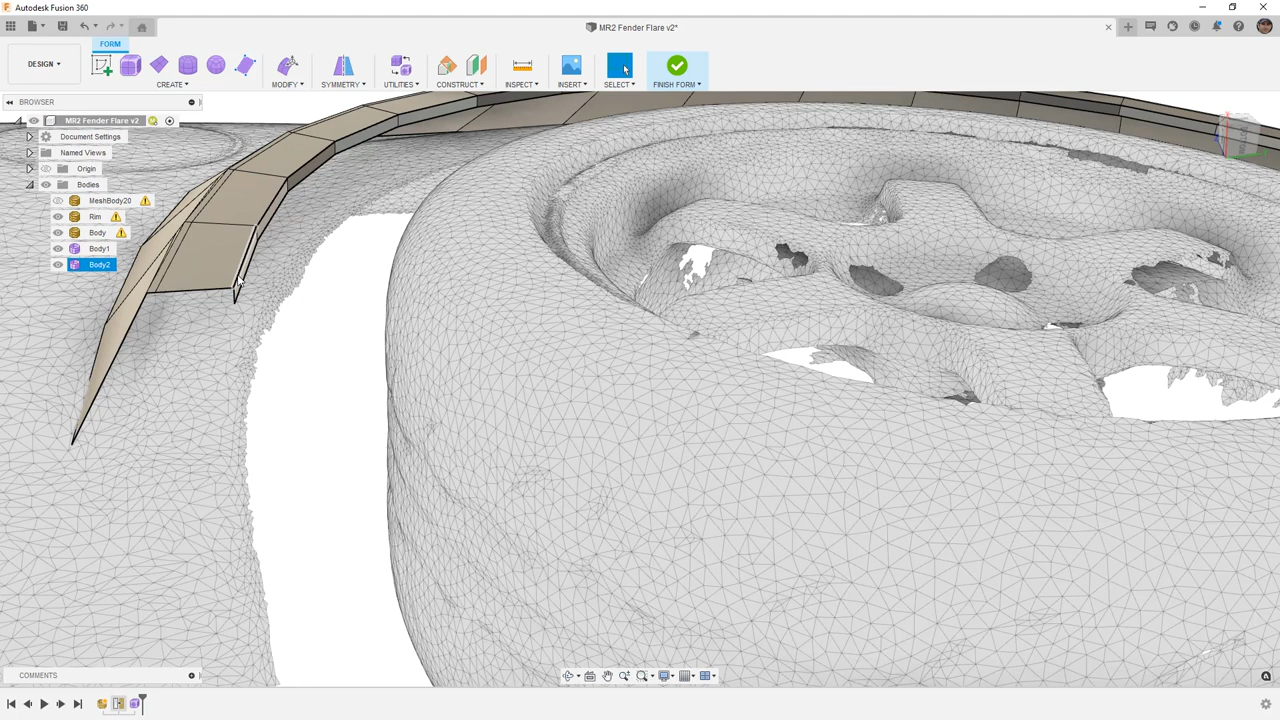 Autodesk Fusion 360
MR2 Fender Flare v2*
FORM
DESIGN
CREATE
MODIFY
SYMMETRY
UTILITIES
CONSTRUCT
INSPECT
INSERT
SELECT
FINISH FORM
BROWSER
MR2 Fender Flare v2
Document Settings
Named Views
Origin
Bodies
MeshBody20
Rim
Body
Body1
Body2
COMMENTS